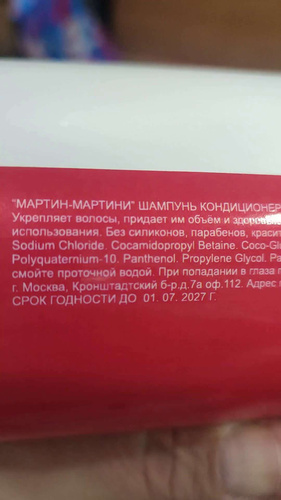 "МАРТИН-МАРТИНИ" ШАМПУНЬ КОНДИЦИОНЕР
Укрепляет волосы, придает им объем и здоровы
использования. Без силиконов, парабенов, красит
Sodium Chloride. Cocamidopropyl Betaine. Coco-Gl
Polyquaternium-10. Panthenol. Propylene Glycol. Pa
смойте проточной водой. При попадании в глаза п
г. Москва, Кронштадтский б-р.д.7а оф.112. Адрес п
СРОК ГОДНОСТИ ДО 01. 07. 2027 Г.